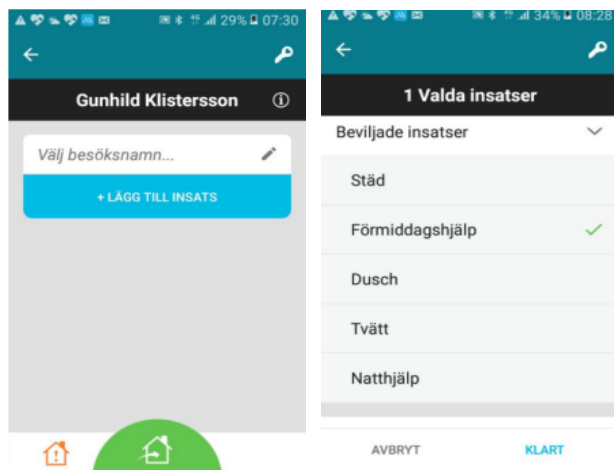 29% 07:30
Gunhild Klistersson
Välj besöksnamn...
+ LÄGG TILL INSATS
34% 08:28
1 Valda insatser
Beviljade insatser
Städ
Förmiddagshjälp
Dusch
Tvätt
Natthjälp
AVBRYT KLART